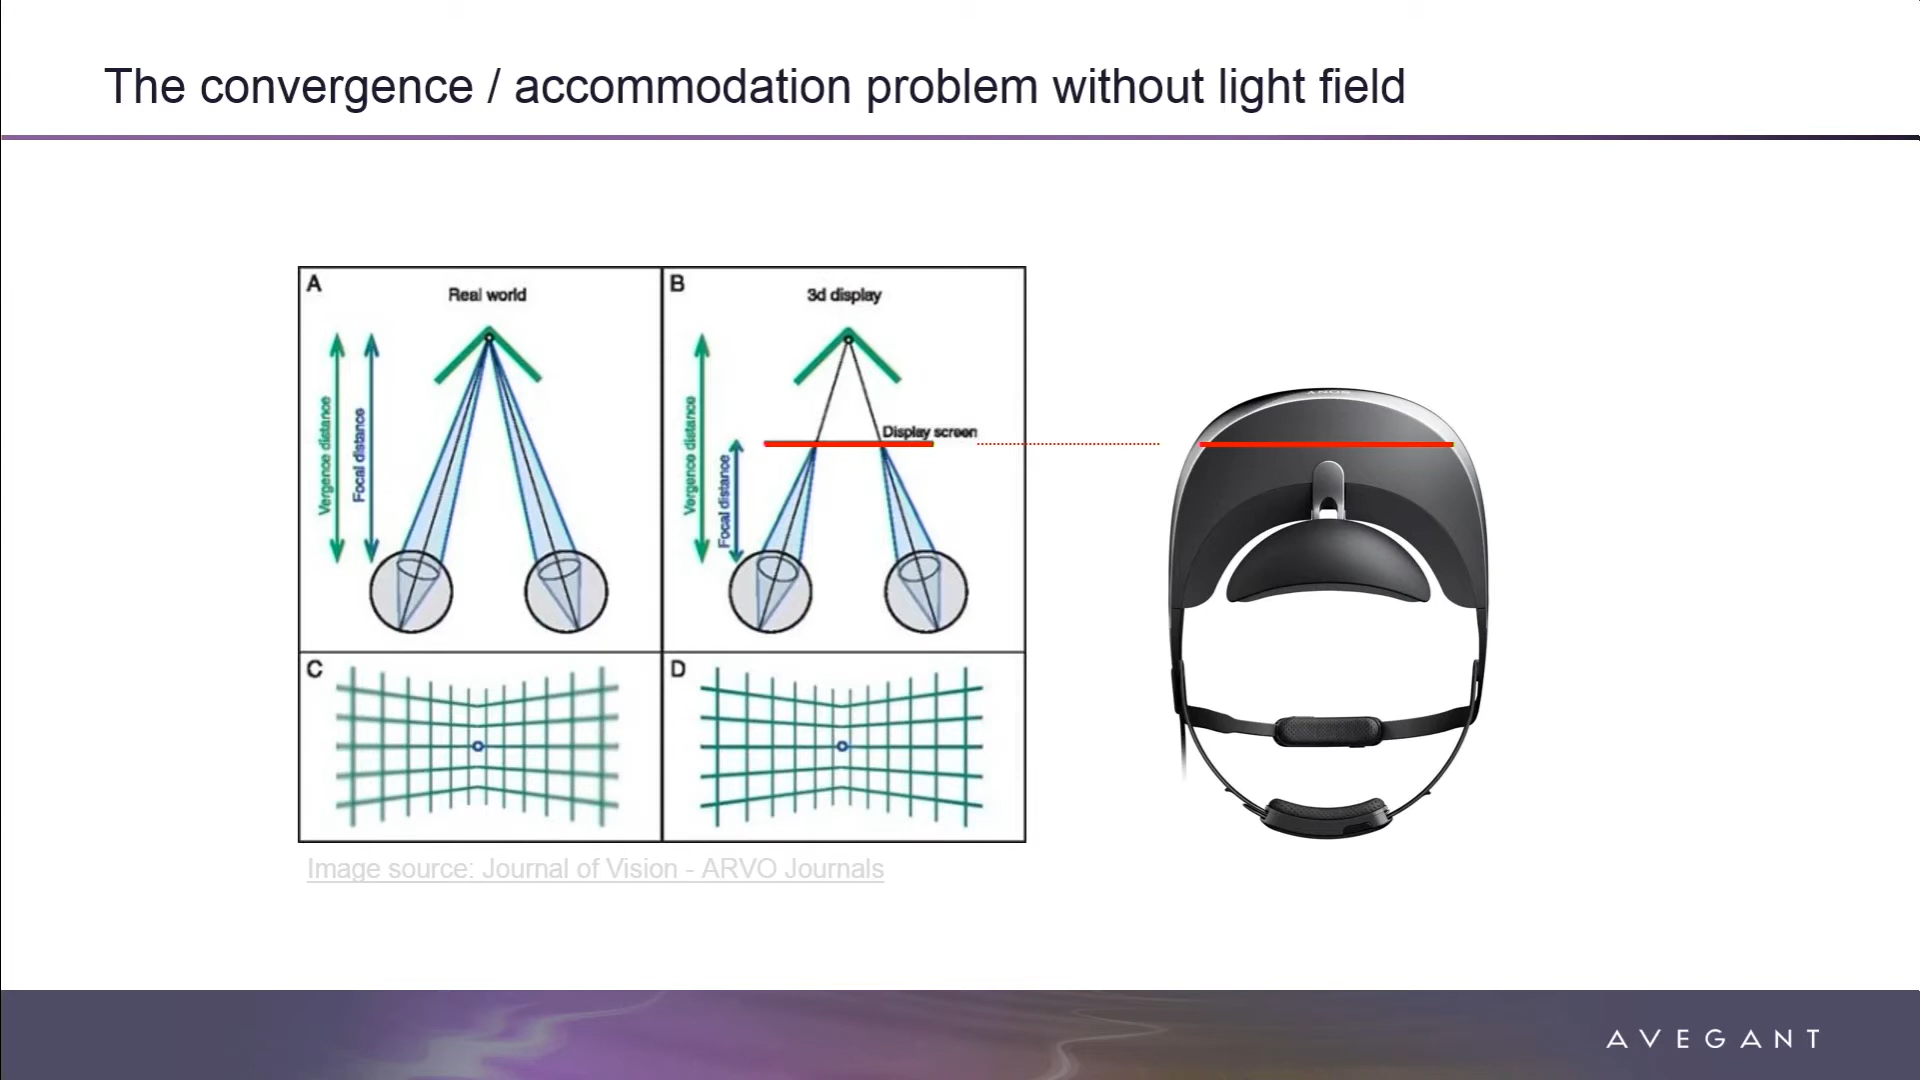 The convergence / accommodation problem without light field
A
Real world
Vergence distance
Focal distance
B
3d display
Vergence distance
Focal distance
Display screen
C
D
SONY
Image source: Journal of Vision - ARVO Journals
AVEGANT